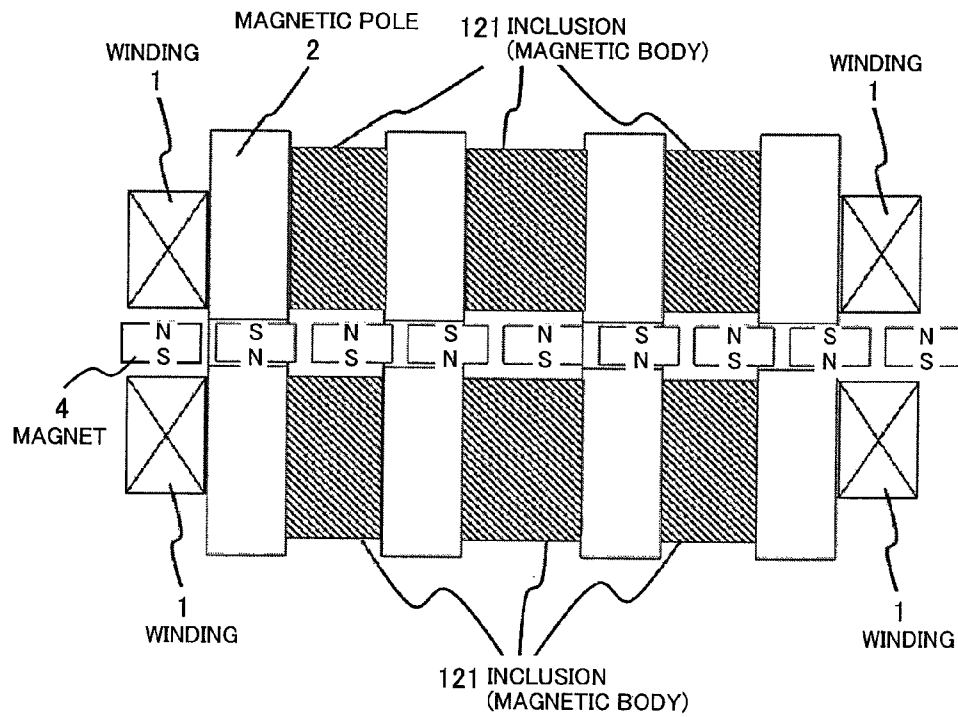 MAGNETIC POLE
2
121 INCLUSION
(MAGNETIC BODY)
WINDING
1
WINDING
1
N S N S N S N S N
S N S N S N S N S
4
MAGNET
1
WINDING
1
WINDING
121 INCLUSION
(MAGNETIC BODY)